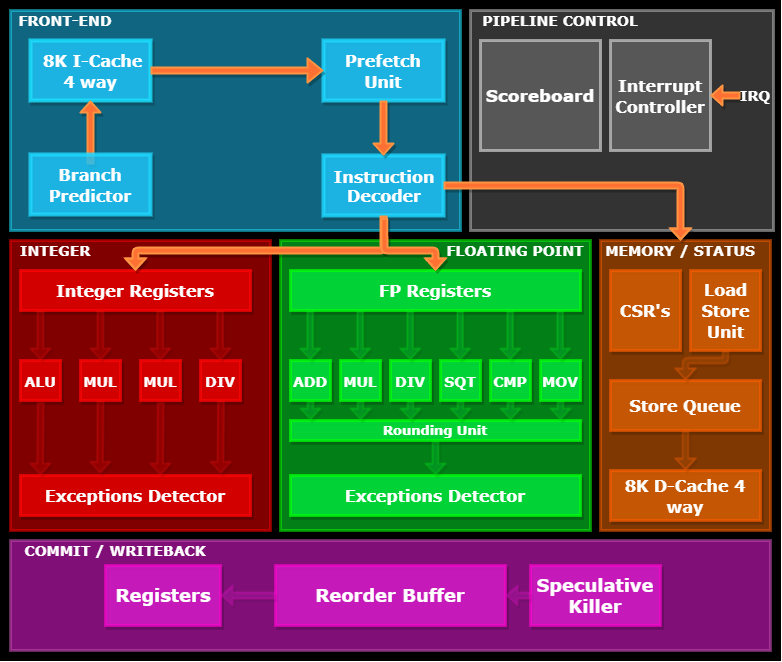 FRONT-END
8K I-Cache
4 way
Prefetch
Unit
Branch
Predictor
Instruction
Decoder
PIPELINE CONTROL
Scoreboard
Interrupt
Controller
IRQ
INTEGER
Integer Registers
ALU
MUL
MUL
DIV
Exceptions Detector
FLOATING POINT
FP Registers
ADD
MUL
DIV
SQT
CMP
MOV
Rounding Unit
Exceptions Detector
MEMORY / STATUS
CSR's
Load
Store
Unit
Store Queue
8K D-Cache 4
way
COMMIT / WRITEBACK
Registers
Reorder Buffer
Speculative
Killer